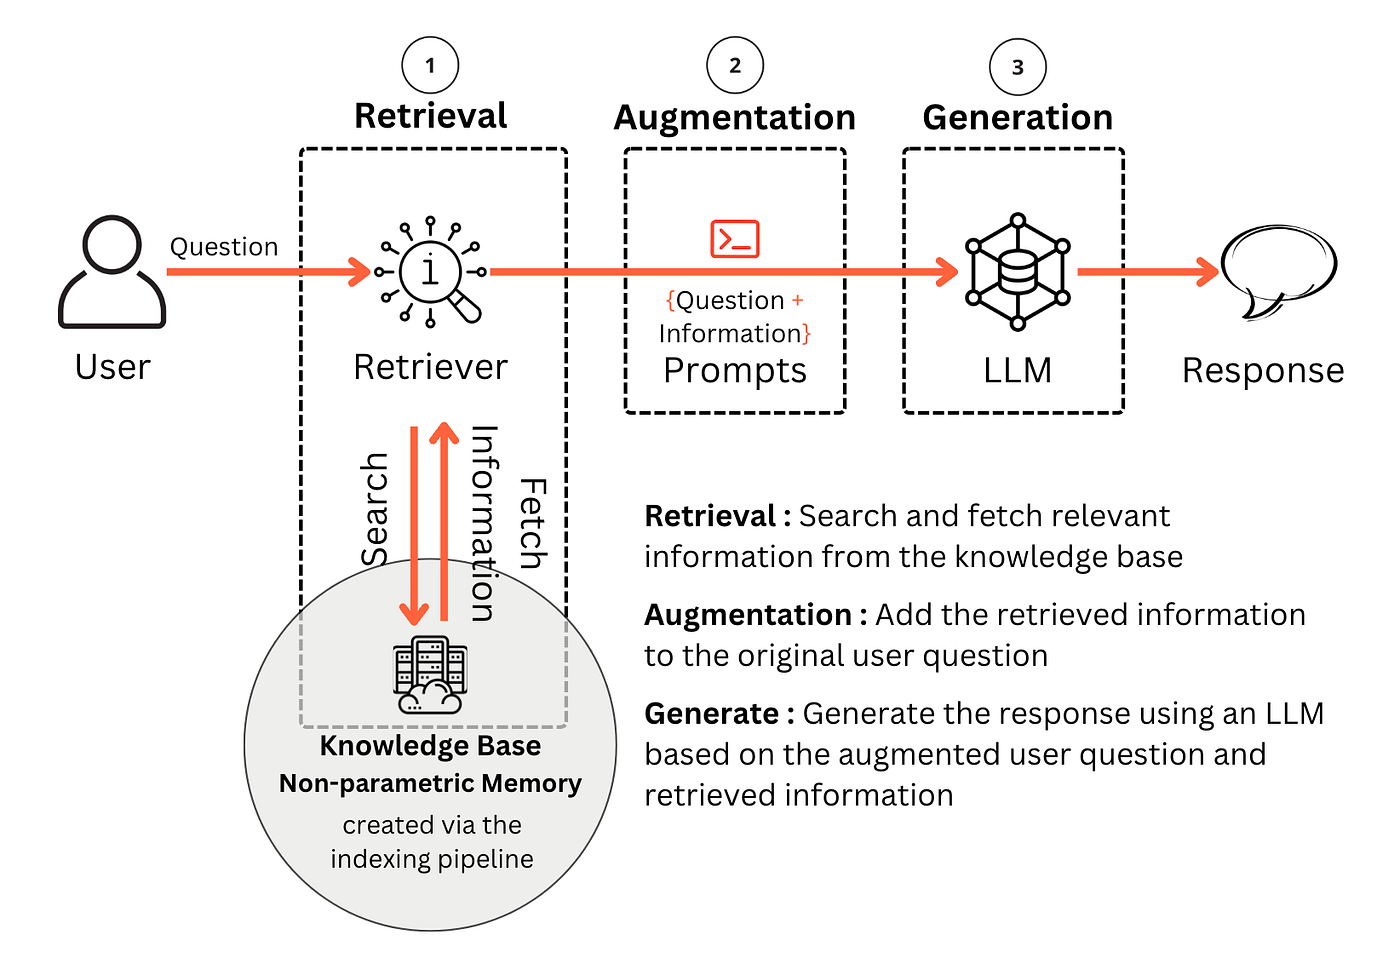 1
Retrieval
2
Augmentation
3
Generation
Question
User
i
Retriever
{Question +
Information}
Prompts
LLM
Response
Search
Fetch
Information
Knowledge Base
Non-parametric Memory
created via the
indexing pipeline
Retrieval : Search and fetch relevant
information from the knowledge base
Augmentation : Add the retrieved information
to the original user question
Generate : Generate the response using an LLM
based on the augmented user question and
retrieved information